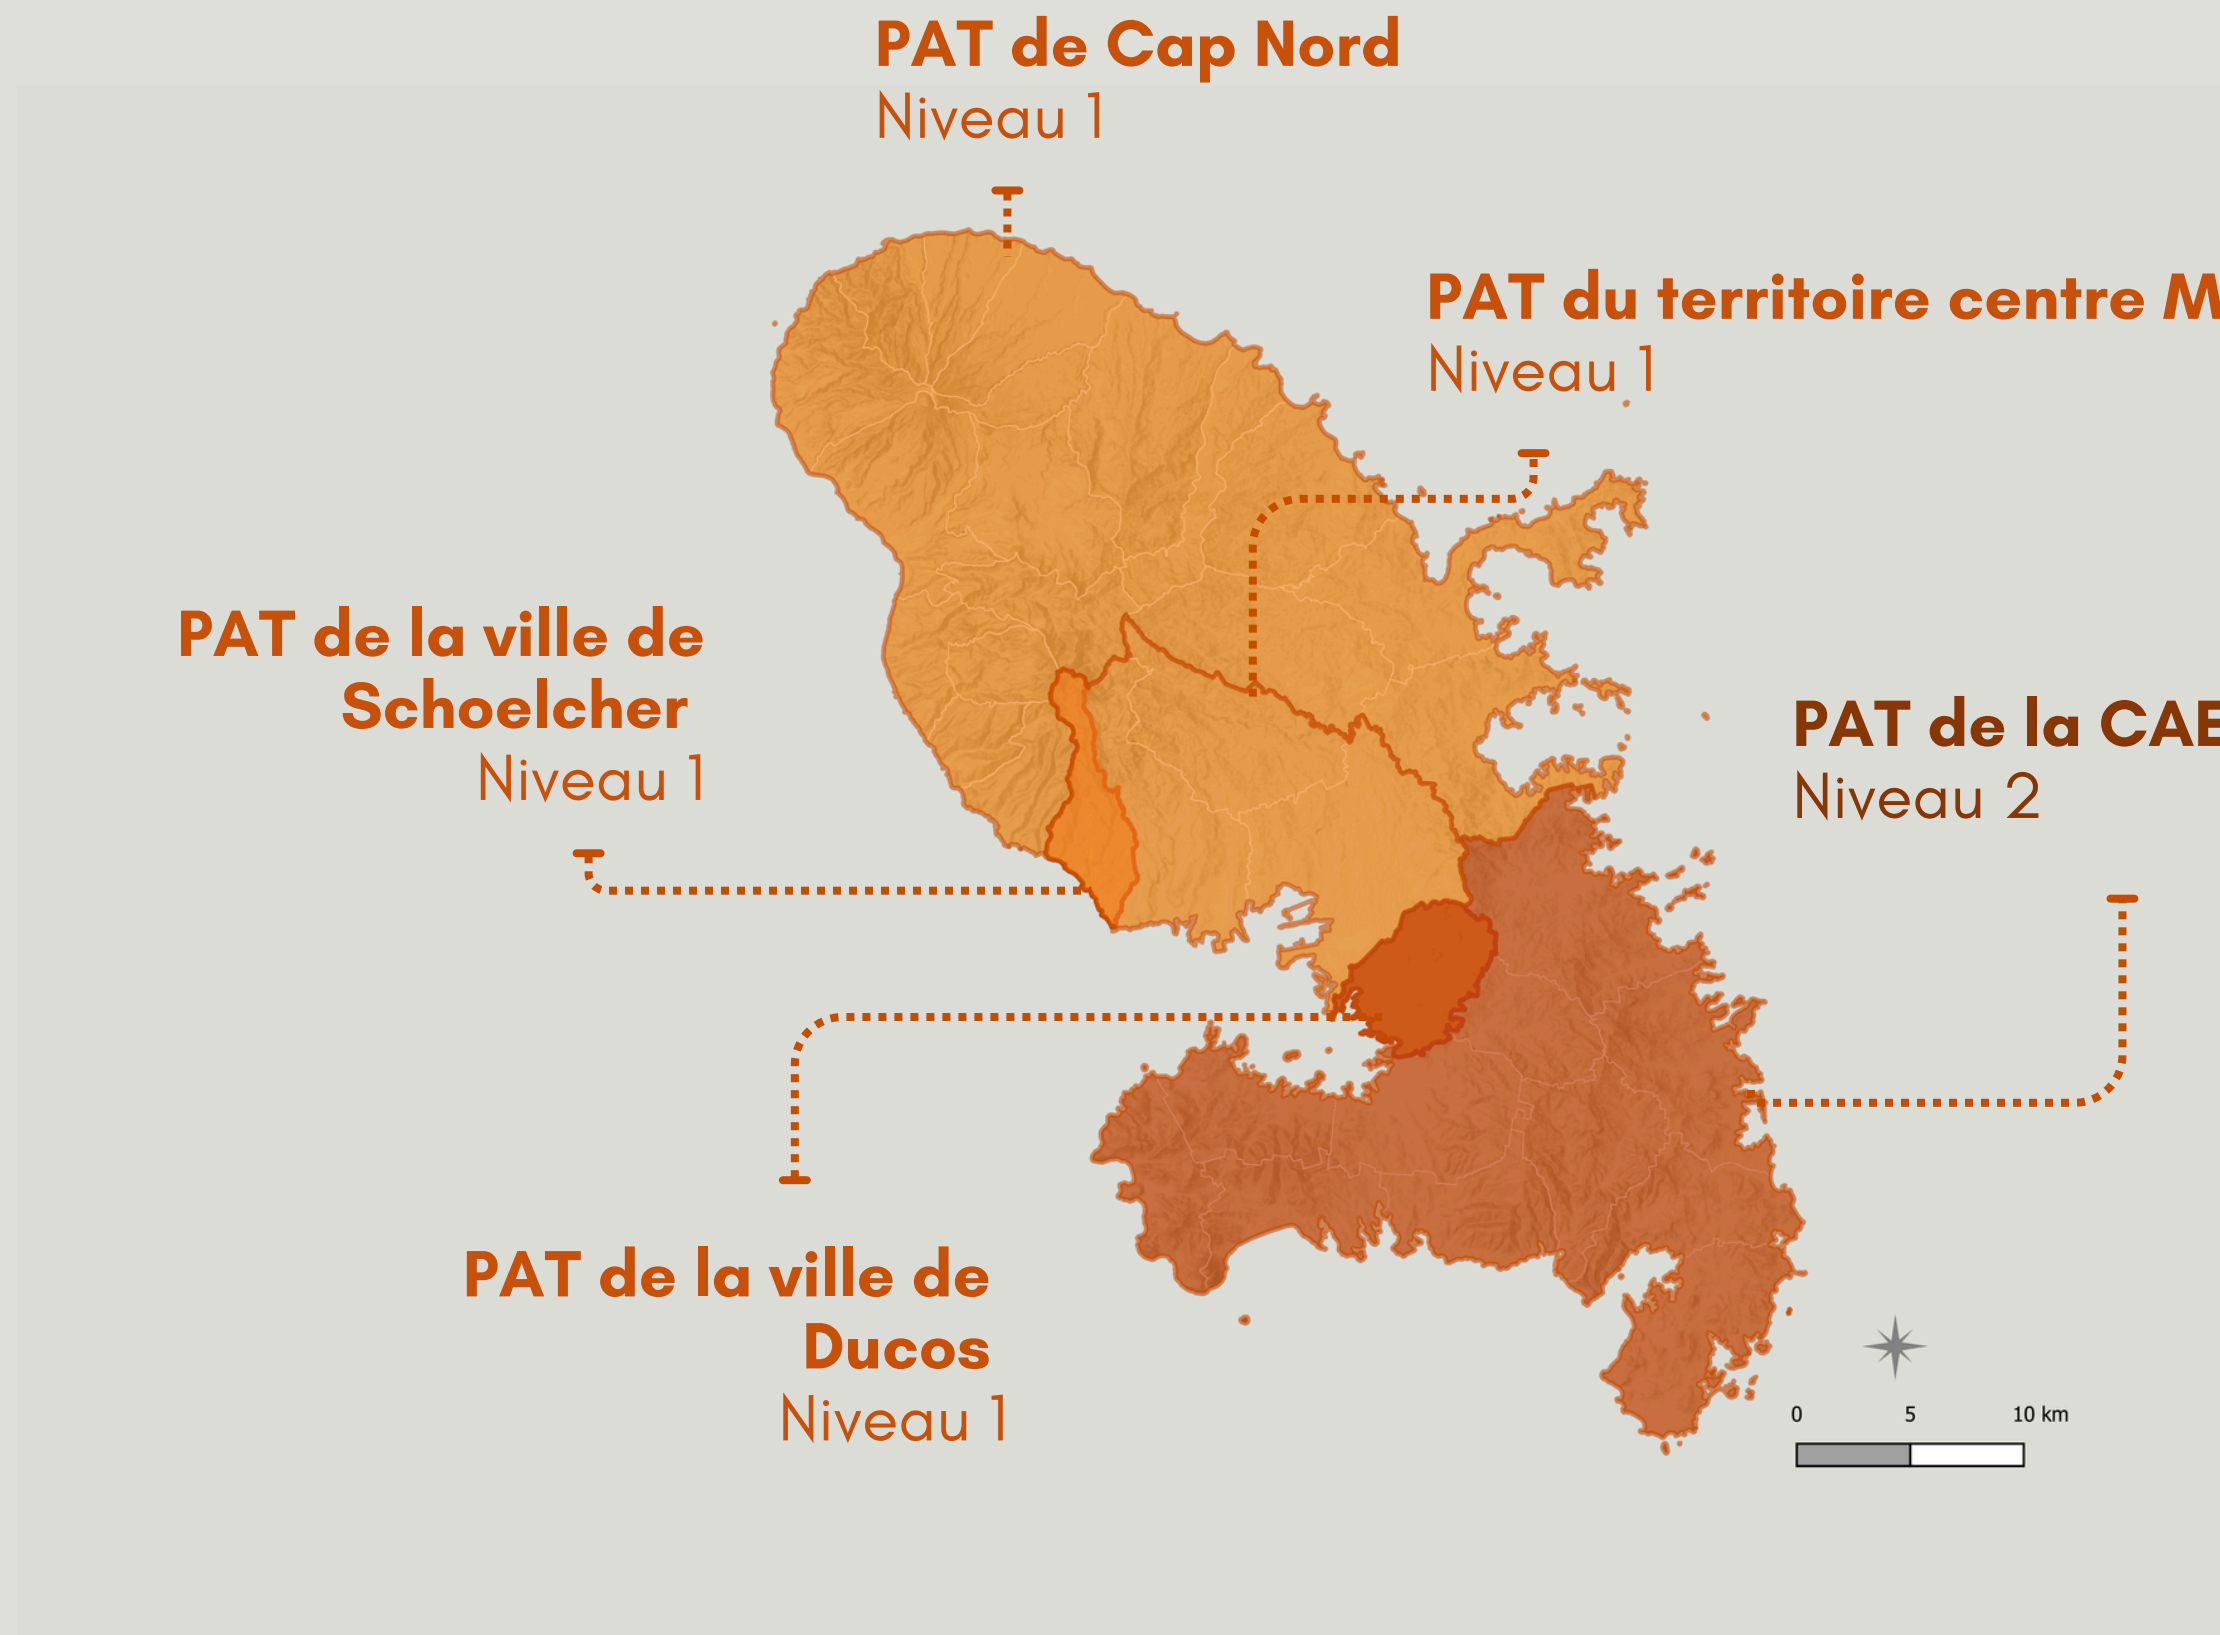 PAT de Cap Nord
Niveau 1
PAT du territoire centre M
Niveau 1
PAT de la ville de
Schoelcher
Niveau 1
PAT de la CAE
Niveau 2
PAT de la ville de
Ducos
Niveau 1
0 5 10 km